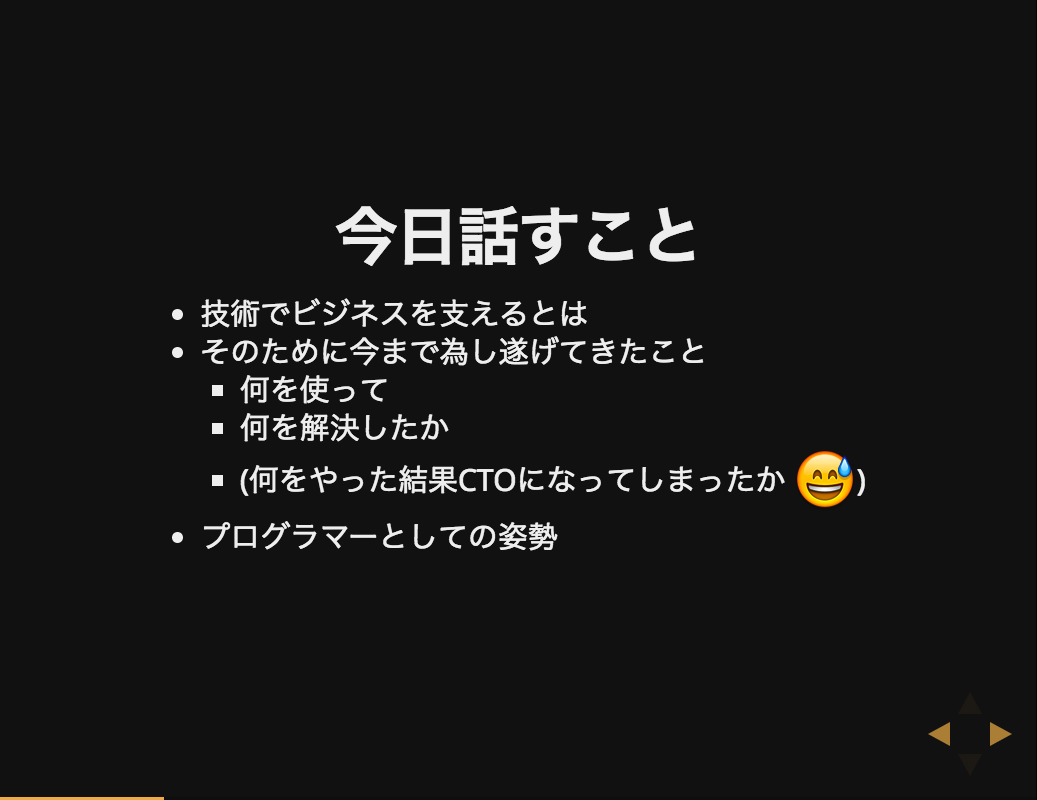 今日話すこと
• 技術でビジネスを支えるとは
• そのために今まで為し遂げてきたこと
▪ 何を使って
▪ 何を解決したか
▪ (何をやった結果CTOになってしまったか 😅)
• プログラマーとしての姿勢